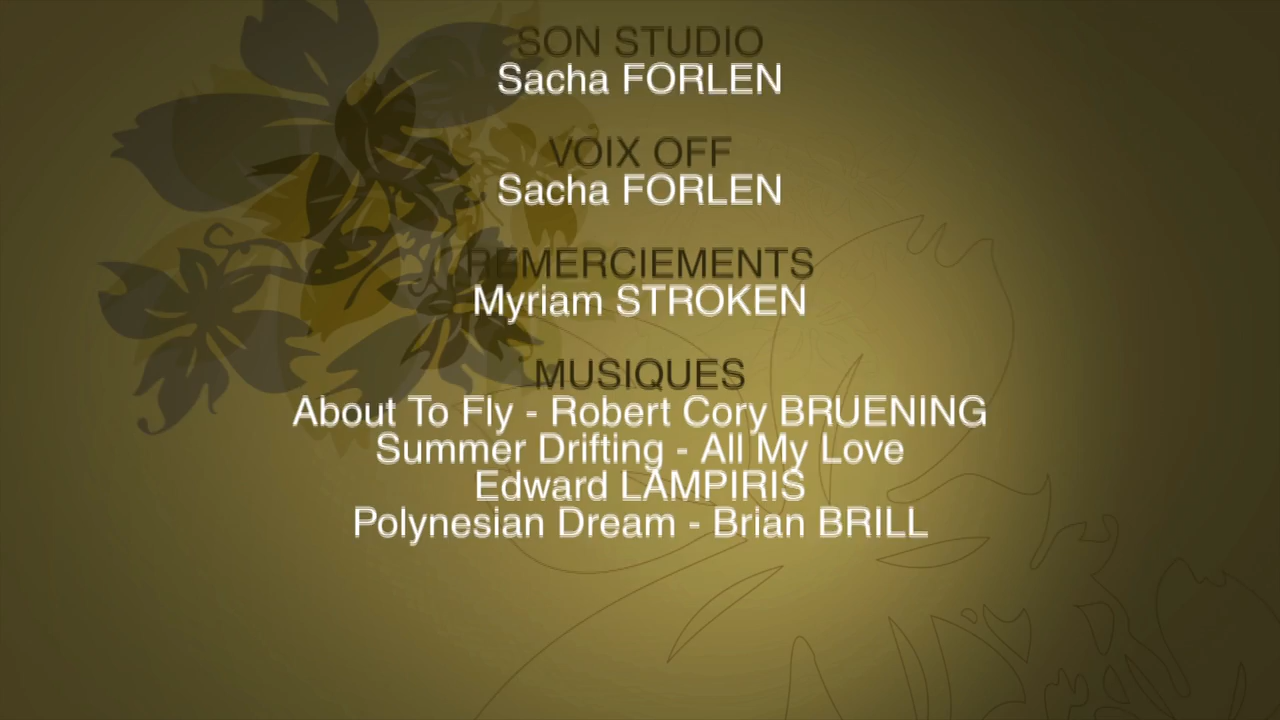 SON STUDIO
Sacha FORLEN
VOIX OFF
Sacha FORLEN
REMERCIEMENTS
Myriam STROKEN
MUSIQUES
About To Fly - Robert Cory BRUENING
Summer Drifting - All My Love
Edward LAMPIRIS
Polynesian Dream - Brian BRILL